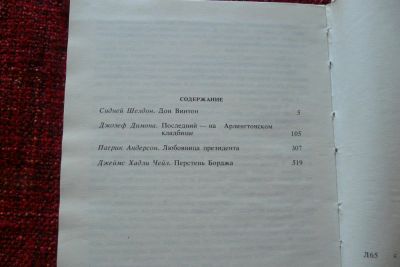 СОДЕРЖАНИЕ
Сидней Шелдон. Дон Винтон 5
Джозеф Димона. Последний — на Арлингтонском
кладбище 105
Патрик Андерсон. Любовница президента 307
Джеймс Хэдли Чейз. Перстень Борджа 519
Л65